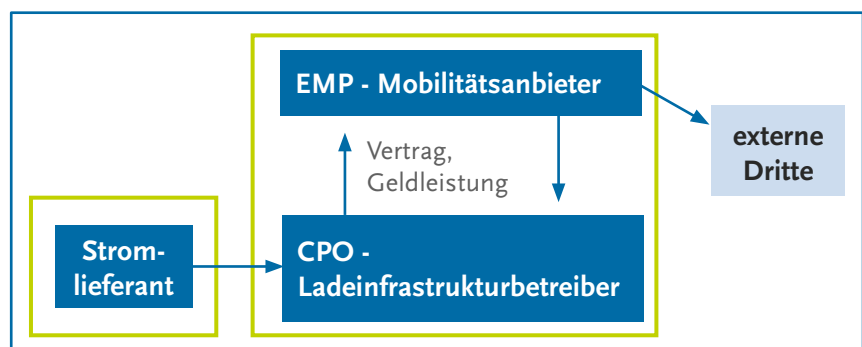 EMP - Mobilitätsanbieter
externe
Dritte
Vertrag,
Geldleistung
Strom-
lieferant
CPO -
Ladeinfrastrukturbetreiber